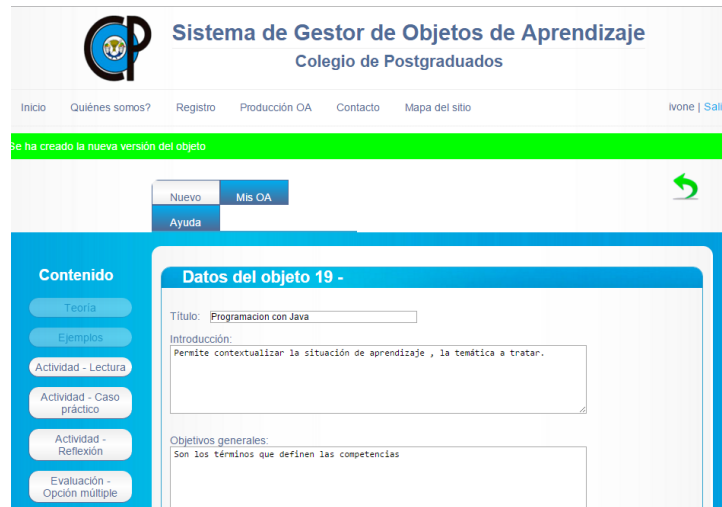 CP
Sistema de Gestor de Objetos de Aprendizaje
Colegio de Postgraduados
Inicio Quiénes somos? Registro Producción OA Contacto Mapa del sitio ivone | Sali
Se ha creado la nueva versión del objeto
Nuevo Mis OA
Ayuda
Contenido
Teoría
Ejemplos
Actividad - Lectura
Actividad - Caso
práctico
Actividad -
Reflexión
Evaluación -
Opción múltiple
Datos del objeto 19 -
Título: Programacion con Java
Introducción:
Permite contextualizar la situación de aprendizaje , la temática a tratar.
Objetivos generales:
Son los términos que definen las competencias